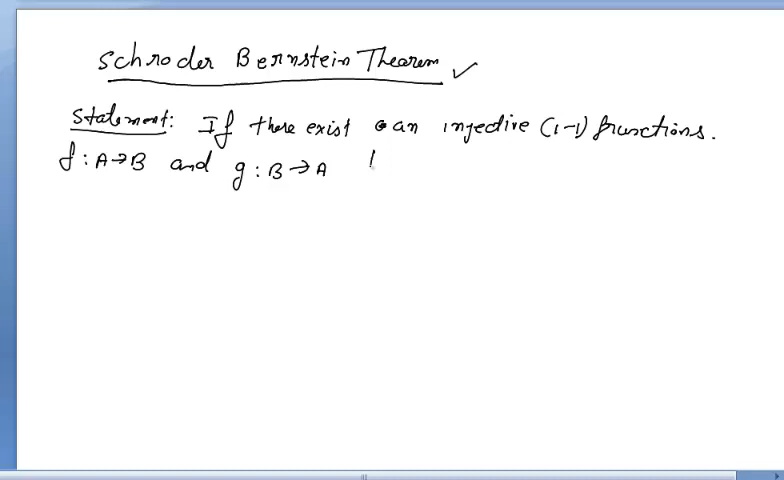 Schroder Bernstein Theorem ✓
Statement: If there exist an injective (1-1) functions.
f : A→B and g : B→A